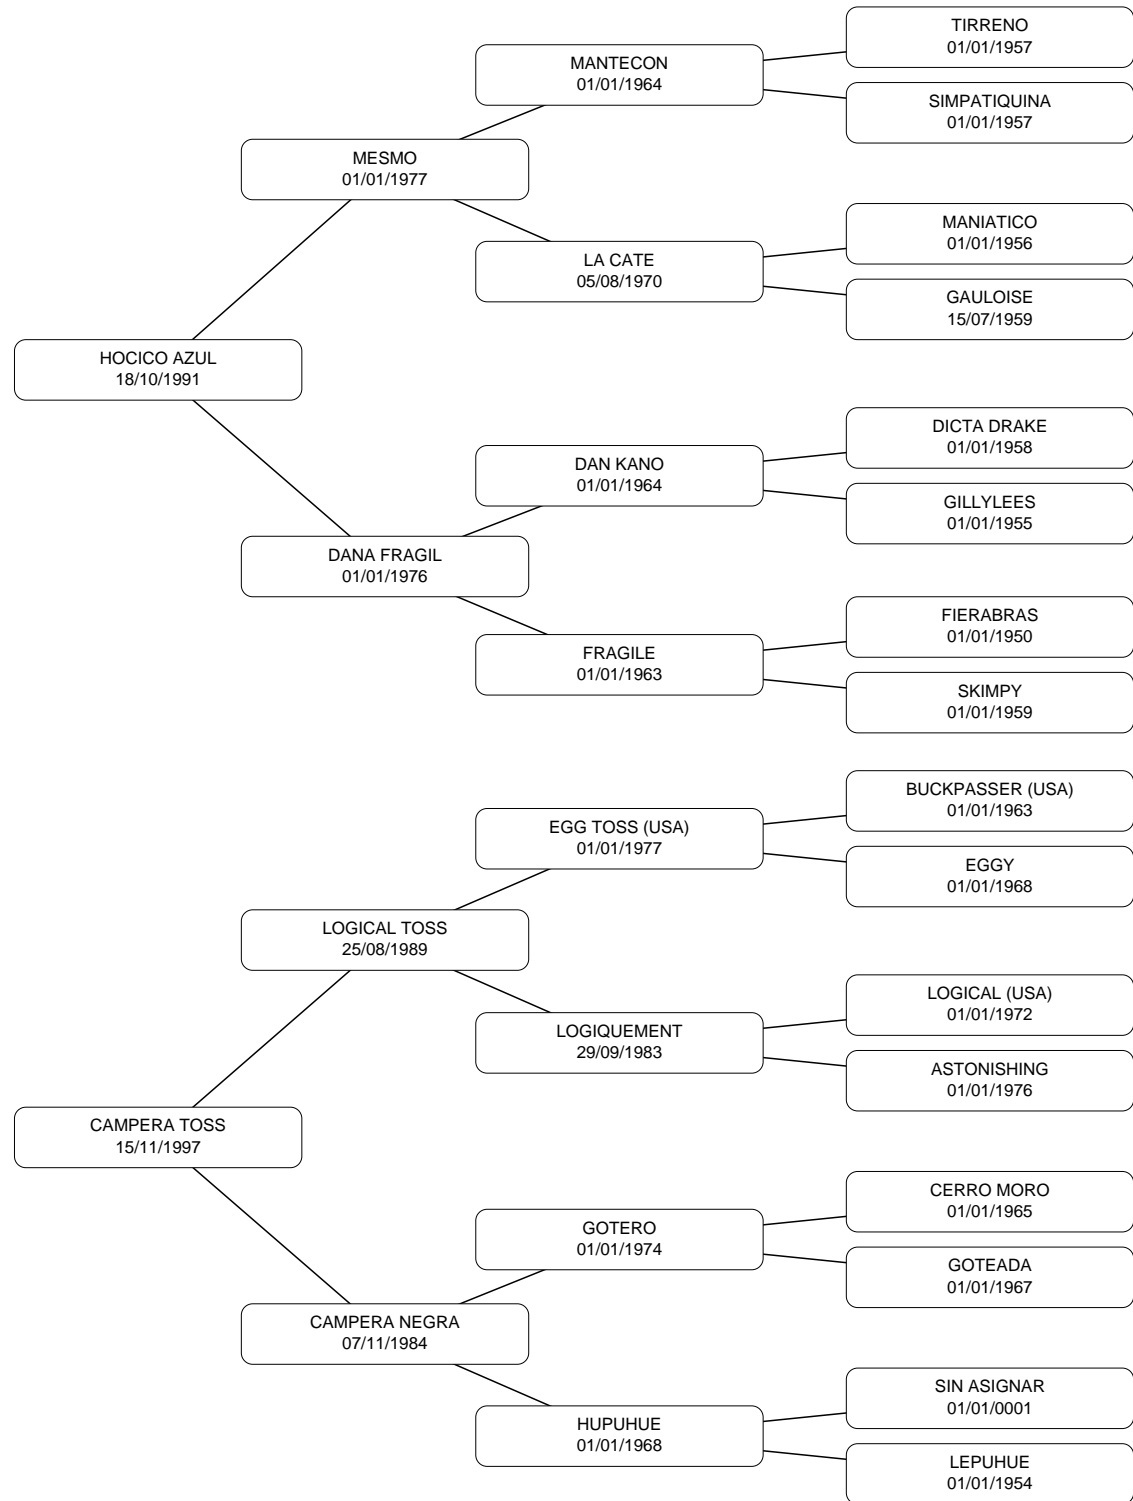 TIRRENO
01/01/1957
MANTECON
01/01/1964
SIMPATIQUINA
01/01/1957
MESMO
01/01/1977
MANIATICO
01/01/1956
LA CATE
05/08/1970
GAULOISE
15/07/1959
HOCICO AZUL
18/10/1991
DICTA DRAKE
01/01/1958
DAN KANO
01/01/1964
GILLYLEES
01/01/1955
DANA FRAGIL
01/01/1976
FIERABRAS
01/01/1950
FRAGILE
01/01/1963
SKIMPY
01/01/1959
BUCKPASSER (USA)
01/01/1963
EGG TOSS (USA)
01/01/1977
EGGY
01/01/1968
LOGICAL TOSS
25/08/1989
LOGICAL (USA)
01/01/1972
LOGIQUEMENT
29/09/1983
ASTONISHING
01/01/1976
CAMPERA TOSS
15/11/1997
CERRO MORO
01/01/1965
GOTERO
01/01/1974
GOTEADA
01/01/1967
CAMPERA NEGRA
07/11/1984
SIN ASIGNAR
01/01/0001
HUPUHUE
01/01/1968
LEPUHUE
01/01/1954